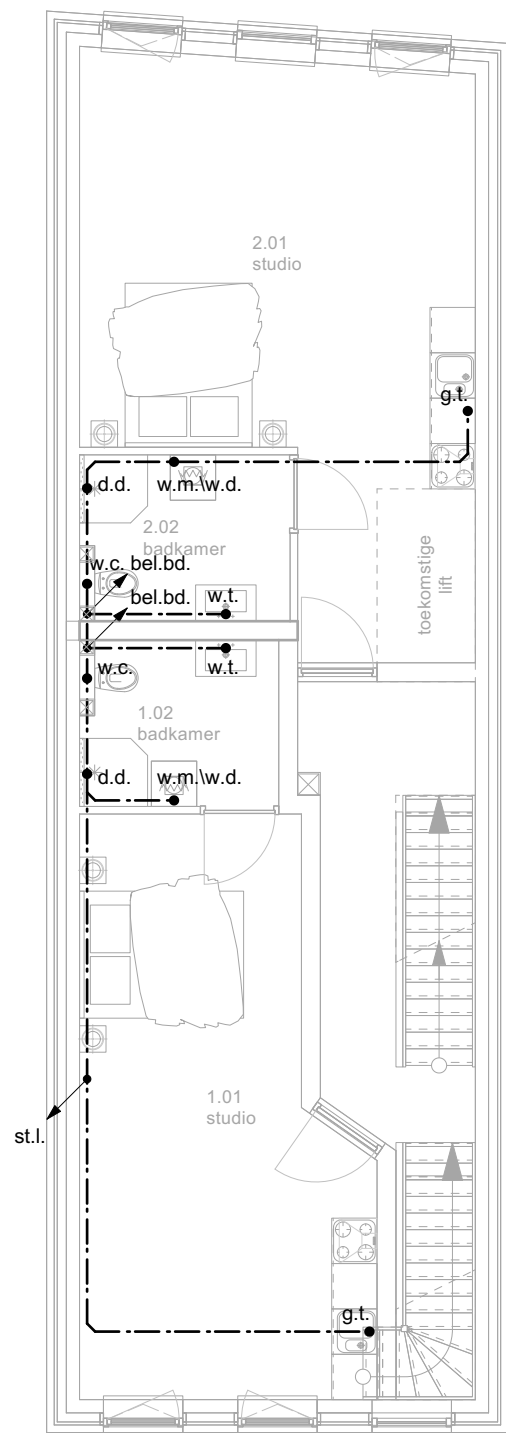 2.01
studio
g.t.
d.d.
w.m.\w.d.
2.02
badkamer
toekomstige
lift
w.c.
bel.bd.
bel.bd.
w.t.
w.c.
w.t.
1.02
badkamer
d.d.
w.m.\w.d.
1.01
studio
st.l.
g.t.